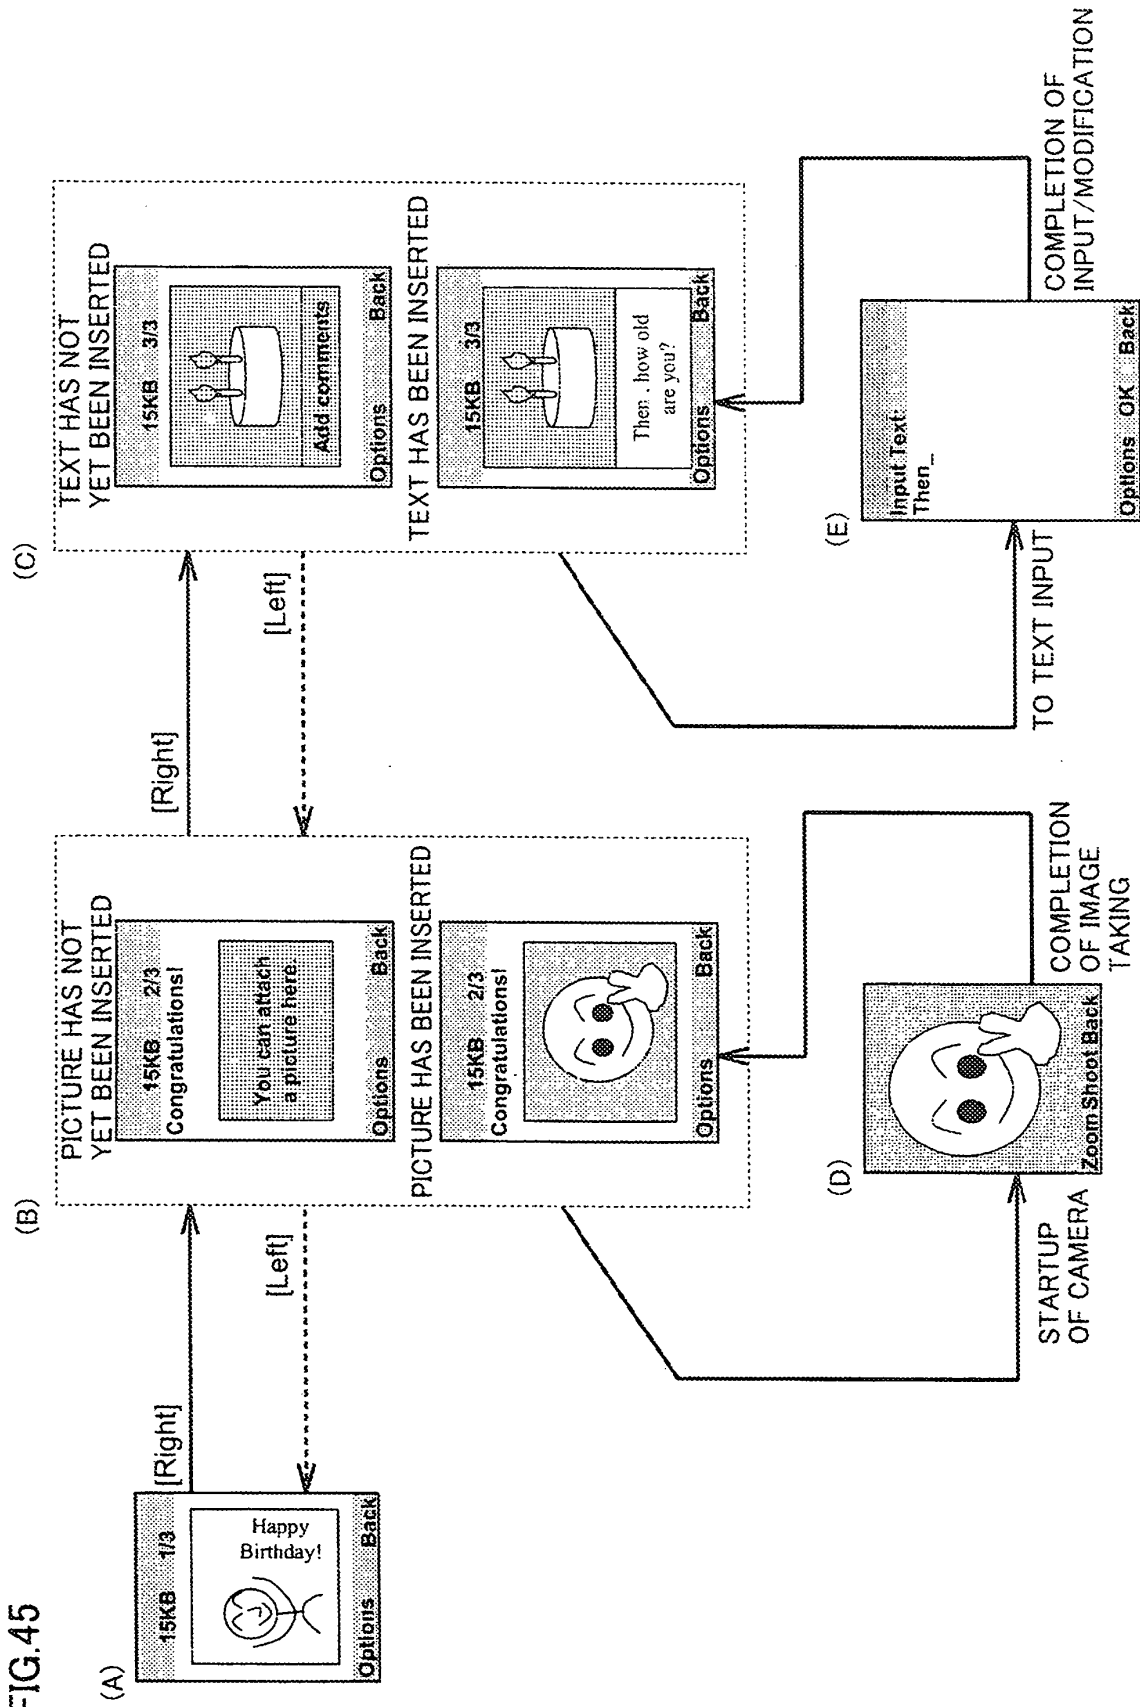 FIG.45
(A)
15KB 1/3
Happy
Birthday!
Options Back
[Right]
[Left]
(B)
PICTURE HAS NOT
YET BEEN INSERTED
15KB 2/3
Congratulations!
You can attach
a picture here.
Options Back
PICTURE HAS BEEN INSERTED
15KB 2/3
Congratulations!
Options Back
[Right]
[Left]
(C)
TEXT HAS NOT
YET BEEN INSERTED
15KB 3/3
Add comments
Options Back
TEXT HAS BEEN INSERTED
15KB 3/3
Then , how old
are you?
Options Back
STARTUP
OF CAMERA
(D)
Zoom Shoot Back
COMPLETION
OF IMAGE
TAKING
TO TEXT INPUT
(E)
Input Text
Then_
Options OK Back
COMPLETION OF
INPUT/MODIFICATION